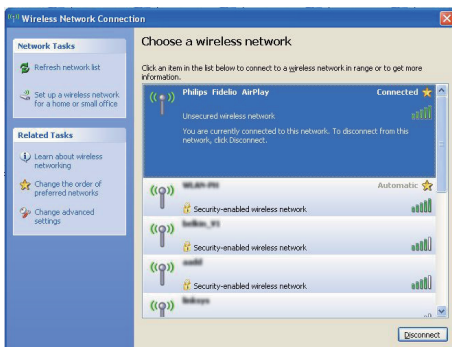 Wireless Network Connection
Network Tasks
Refresh network list
Set up a wireless network
for a home or small office
Related Tasks
Learn about wireless
networking
Change the order of
preferred networks
Change advanced
settings
Choose a wireless network
Click an item in the list below to connect to a wireless network in range or to get more
information.
Philips Fidelio AirPlay
Connected
Unsecured wireless network
You are currently connected to this network. To disconnect from this
network, click Disconnect.
Automatic
Security-enabled wireless network
Security-enabled wireless network
Security-enabled wireless network
Disconnect